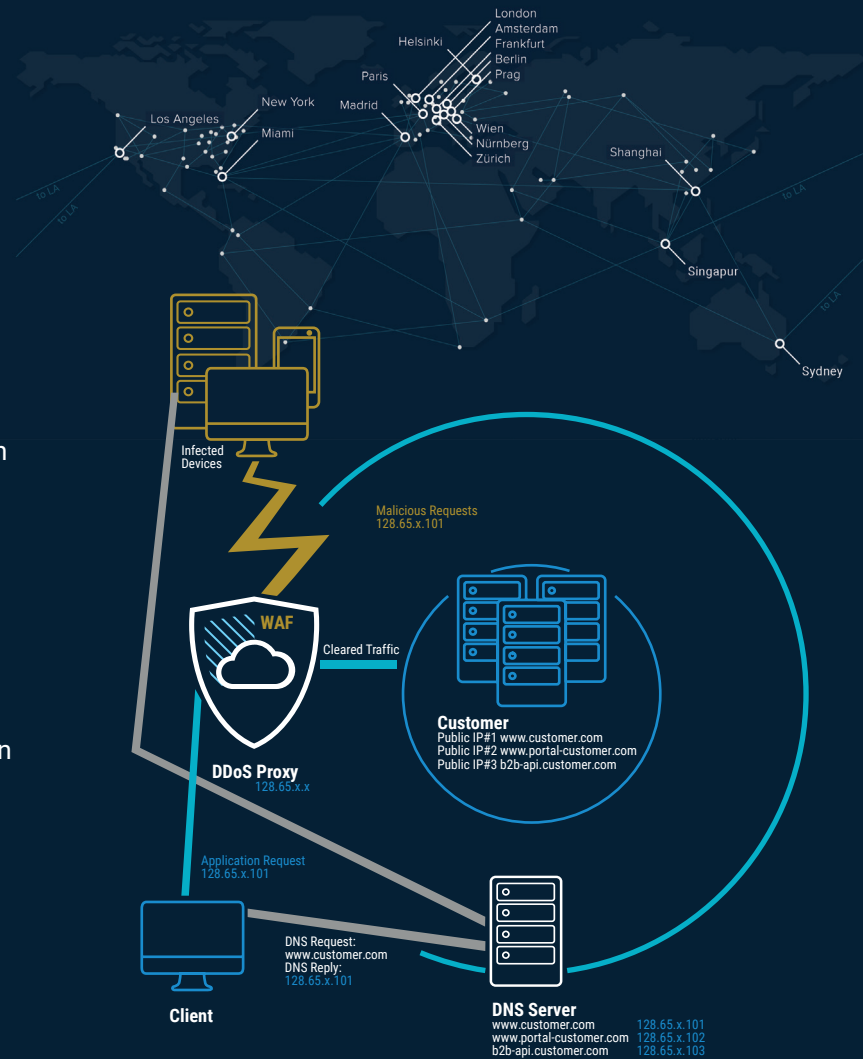 London
Amsterdam
Frankfurt
Berlin
Prag
Helsinki
Paris
Madrid
Los Angeles
New York
Miami
Wien
Nürnberg
Zürich
Shanghai
Singapur
Sydney
to LA
to LA
to LA
to LA
n
Infected
Devices
Malicious Requests
128.65.x.101
WAF
Cleared Traffic
Customer
Public IP#1 www.customer.com
Public IP#2 www.portal-customer.com
Public IP#3 b2b-api.customer.com
n
DDoS Proxy
128.65.x.x
Application Request
128.65.x.101
DNS Request:
www.customer.com
DNS Reply:
128.65.x.101
Client
DNS Server
www.customer.com 128.65.x.101
www.portal-customer.com 128.65.x.102
b2b-api.customer.com 128.65.x.103